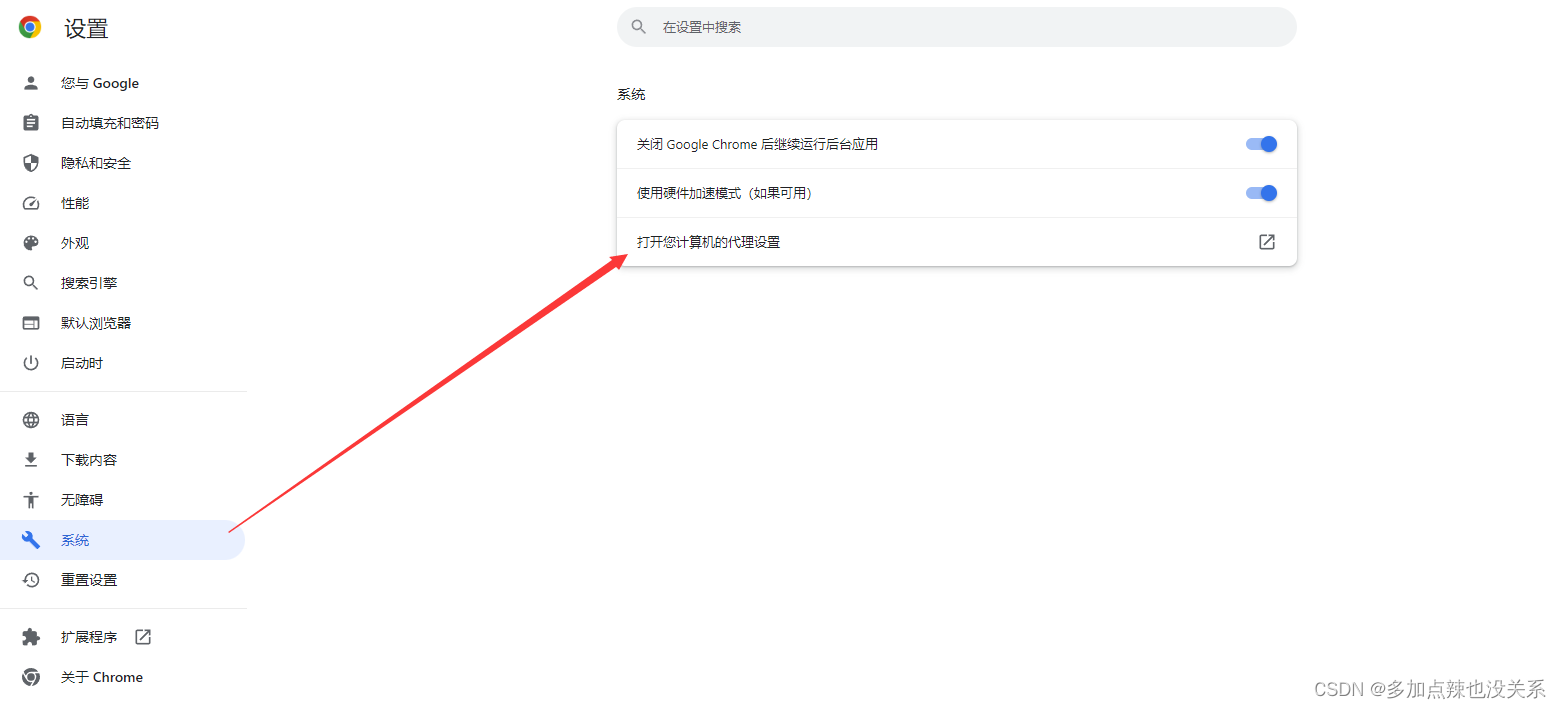 设置
在设置中搜索
您与 Google
自动填充和密码
隐私和安全
性能
外观
搜索引擎
默认浏览器
启动时
语言
下载内容
无障碍
系统
重置设置
扩展程序
关于 Chrome
系统
关闭 Google Chrome 后继续运行后台应用
使用硬件加速模式（如果可用）
打开您计算机的代理设置
CSDN @多加点辣也没关系